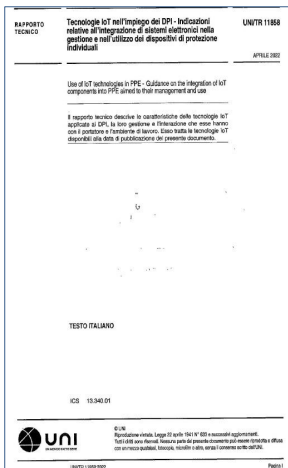 RAPPORTO
TECNICO
Tecnologie IoT nell'impiego dei DPI - Indicazioni
relative all'integrazione di sistemi elettronici nella
gestione e nell'utilizzo dei dispositivi di protezione
individuali
UNI/TR 11858
APRILE 2022
Use of IoT technologies in PPE - Guidance on the integration of IoT
components into PPE aimed to their management and use
Il rapporto tecnico descrive le caratteristiche delle tecnologie IoT
applicate ai DPI, la loro gestione e l'interazione che esse hanno
con il portatore e l'ambiente di lavoro. Esso tratta le tecnologie IoT
disponibili alla data di pubblicazione del presente documento.
TESTO ITALIANO
ICS 13.340.01
uni
© UNI
Riproduzione vietata. Legge 22 aprile 1941 N° 633 e successivi aggiornamenti.
Tutti i diritti sono riservati. Nessuna parte del presente documento può essere riprodotta o diffusa
con un mezzo qualsiasi, fotocopie, microfilm o altro, senza il consenso scritto dell'UNI.
UNI/TR 11858:2022
Pagina I